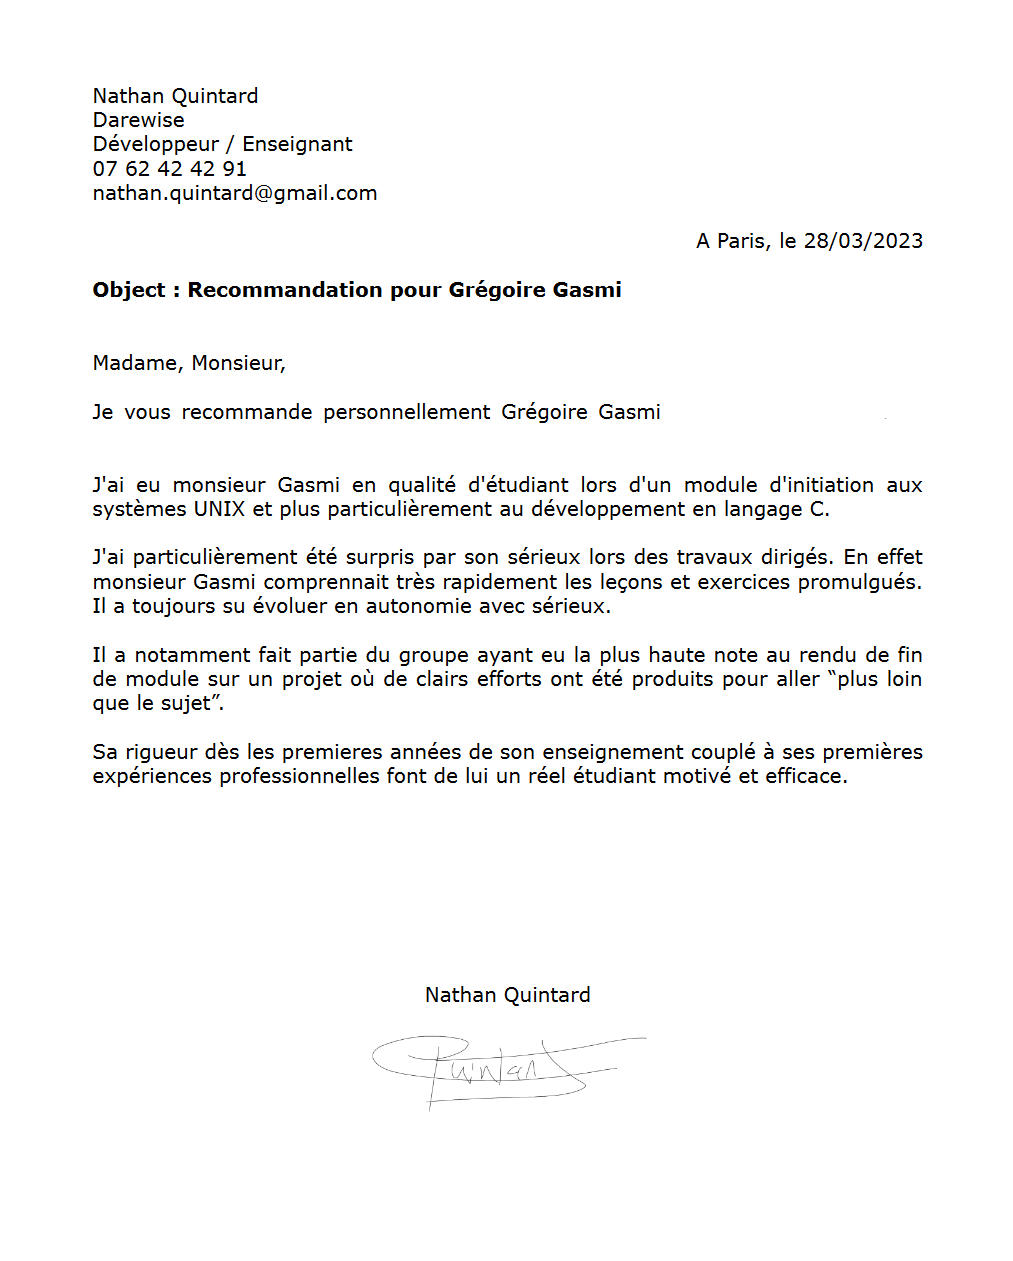 Nathan Quintard
Darewise
Développeur / Enseignant
07 62 42 42 91
nathan.quintard@gmail.com
A Paris, le 28/03/2023
Object : Recommandation pour Grégoire Gasmi
Madame, Monsieur,
Je vous recommande personnellement Grégoire Gasmi
J'ai eu monsieur Gasmi en qualité d'étudiant lors d'un module d'initiation aux
systèmes UNIX et plus particulièrement au développement en langage C.
J'ai particulièrement été surpris par son sérieux lors des travaux dirigés. En effet
monsieur Gasmi comprennait très rapidement les leçons et exercices promulgués.
Il a toujours su évoluer en autonomie avec sérieux.
Il a notamment fait partie du groupe ayant eu la plus haute note au rendu de fin
de module sur un projet où de clairs efforts ont été produits pour aller “plus loin
que le sujet”.
Sa rigueur dès les premieres années de son enseignement couplé à ses premières
expériences professionnelles font de lui un réel étudiant motivé et efficace.
Nathan Quintard
Quintard